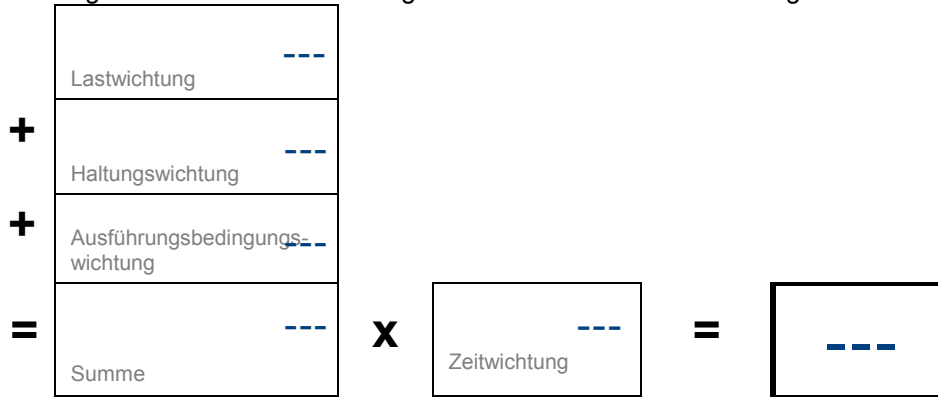 ---
Lastwichtung
+
---
Haltungswichtung
+
Ausführungsbedingungs- ---
wichtung
= --- x --- = ---
Summe
Zeitwichtung